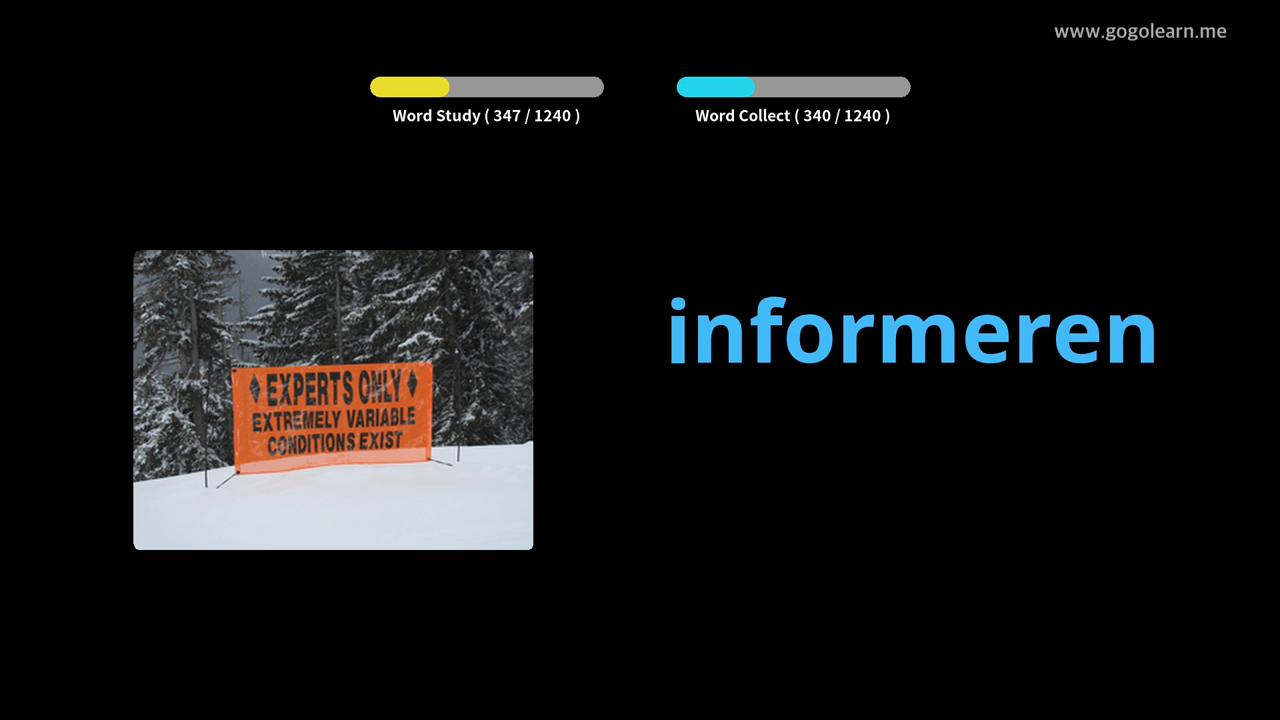 www.gogolearn.me
Word Study ( 347 / 1240 )
Word Collect ( 340 / 1240 )
EXPERTS ONLY
EXTREMELY VARIABLE
CONDITIONS EXIST
informeren